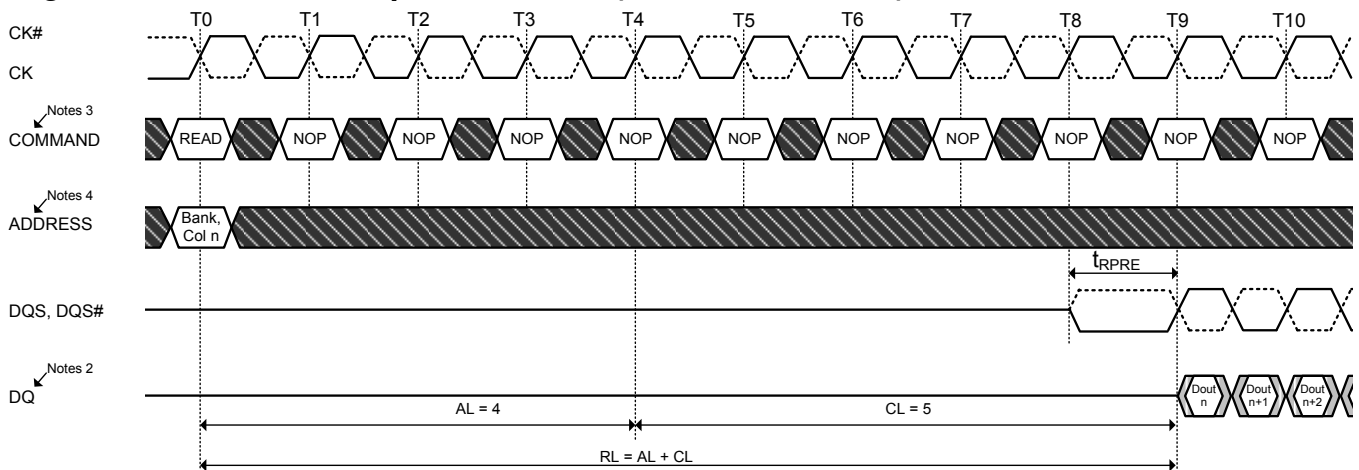 T0 T1 T2 T3 T4 T5 T6 T7 T8 T9 T10
CK#
CK
Notes 3
COMMAND
READ NOP NOP NOP NOP NOP NOP NOP NOP NOP NOP
Notes 4
ADDRESS
Bank,
Col n
tRPRE
DQS, DQS#
Notes 2
DQ
Dout
n
Dout
n+1
Dout
n+2
AL = 4
CL = 5
RL = AL + CL